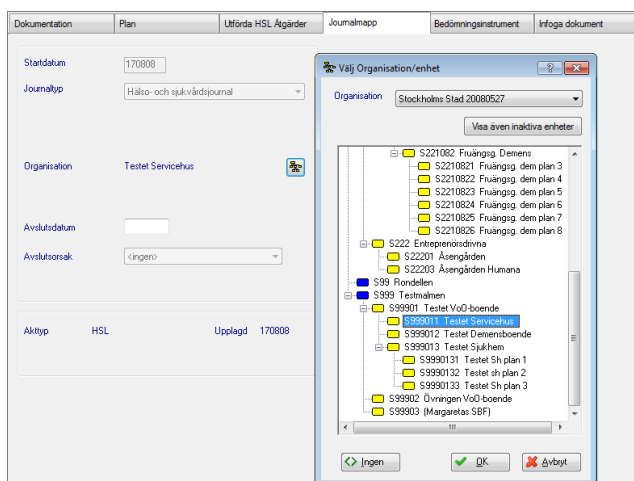 Dokumentation Plan Utförda HSL Åtgärder Journalmapp Bedömningsinstrument Infoga dokument
Startdatum 170808
Journaltyp Hälso- och sjukvårdsjournal
Organisation Testet Servicehus
Avslutsdatum
Avslutsorsak <ingen>
Akttyp HSL Upplagd 170808
Välj Organisation/enhet
Organisation Stockholms Stad 20080527
Visa även inaktiva enheter
S221082 Fruängsg. Demens
S2210821 Fruängsg. dem plan 3
S2210822 Fruängsg. dem plan 4
S2210823 Fruängsg. dem plan 5
S2210824 Fruängsg. dem plan 6
S2210825 Fruängsg. dem plan 7
S2210826 Fruängsg. dem plan 8
S222 Entreprenörsdrivna
S22201 Åsengården
S22203 Åsengården Humana
S99 Rondellen
S999 Testmalmen
S99901 Testet VoO-boende
S999011 Testet Servicehus
S999012 Testet Demensboende
S999013 Testet Sjukhem
S9990131 Testet Sh plan 1
S9990132 Testet sh plan 2
S9990133 Testet Sh plan 3
S99902 Övningen VoO-boende
S99903 (Margaretas SBF)
Ingen OK Avbryt